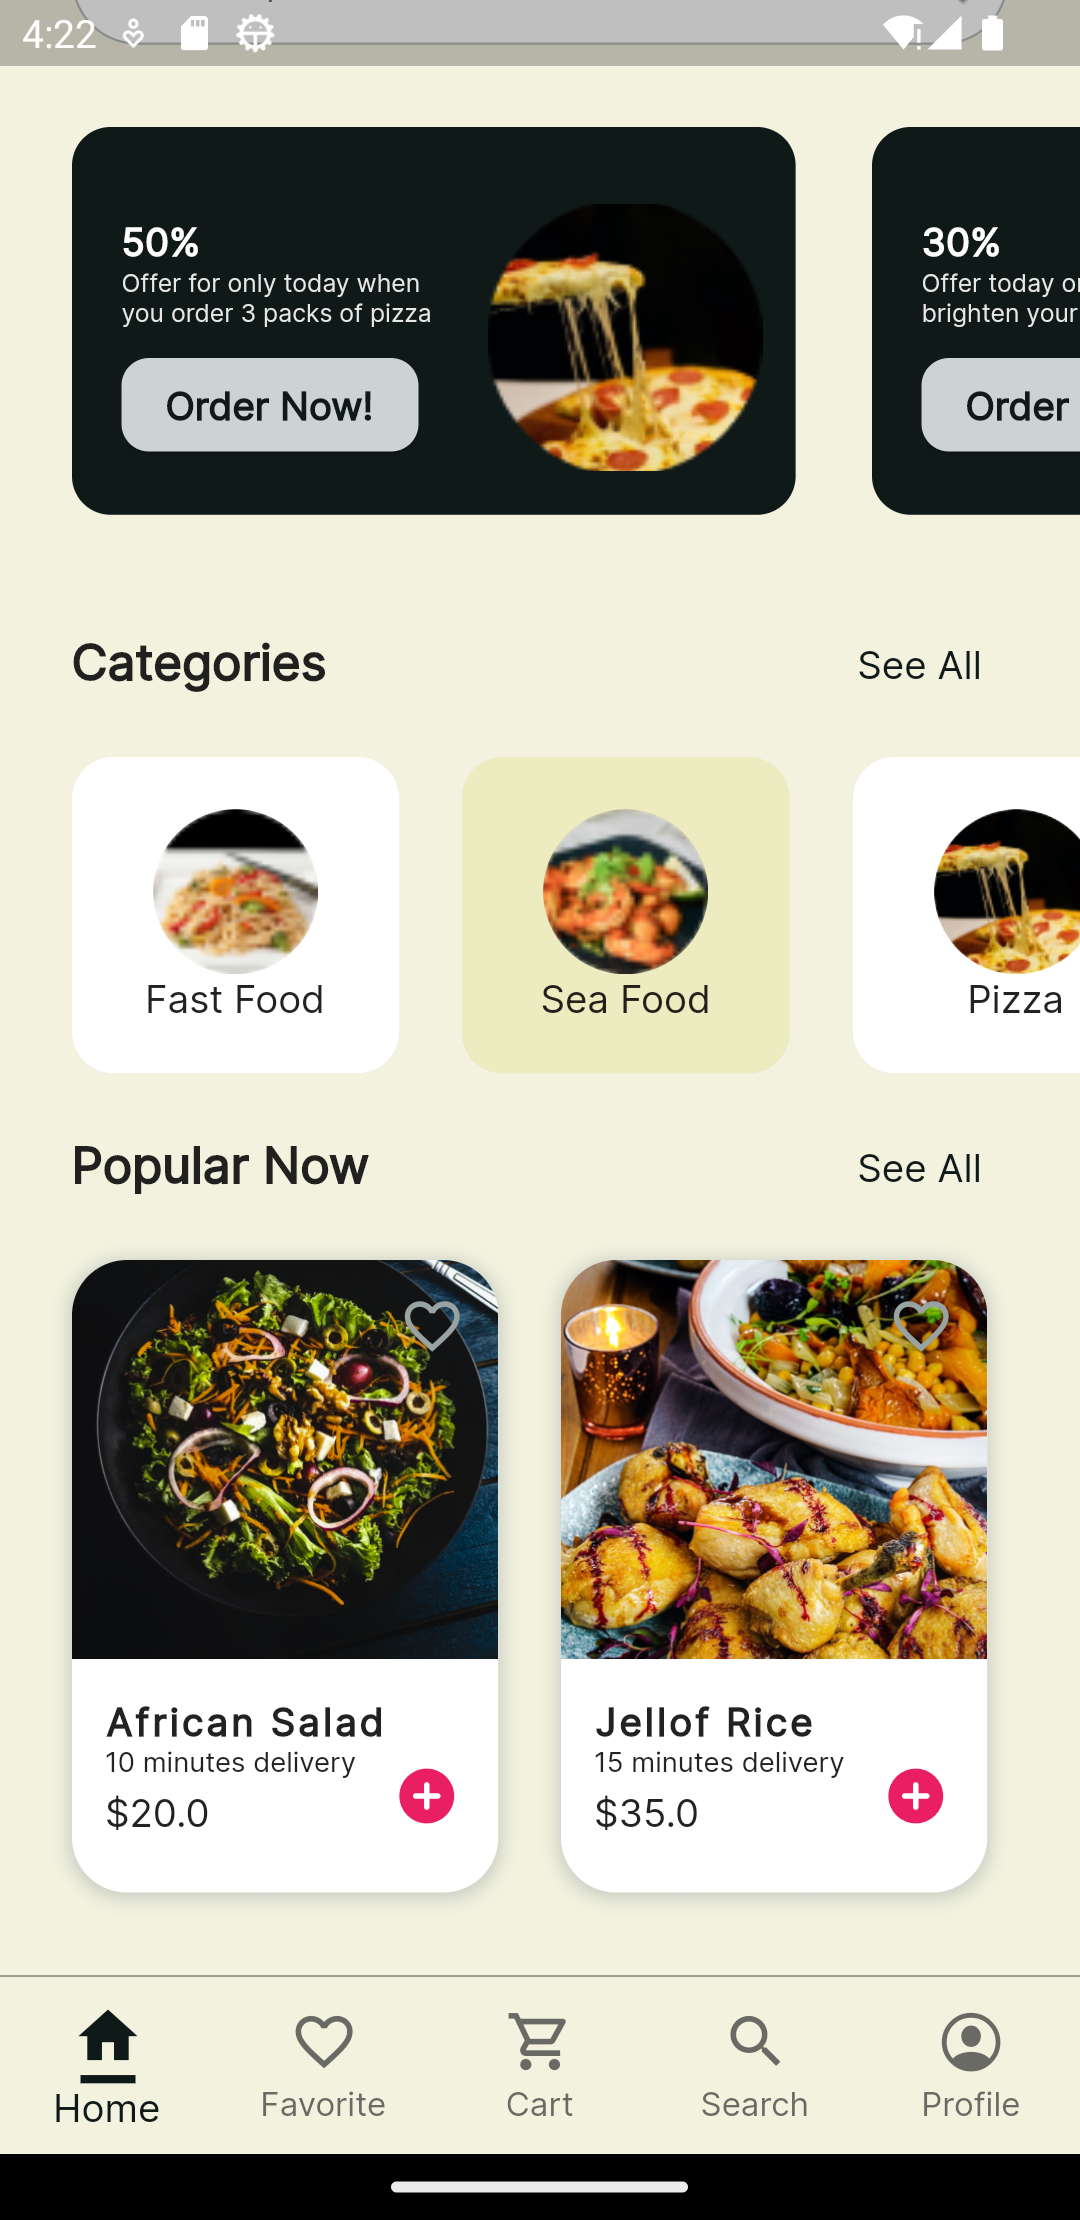 4:22
50%
Offer for only today when
you order 3 packs of pizza
Order Now!
30%
Offer today
brighten your
Order
Categories
See All
Fast Food
Sea Food
Pizza
Popular Now
See All
African Salad
10 minutes delivery
$20.0
Jellof Rice
15 minutes delivery
$35.0
Home
Favorite
Cart
Search
Profile